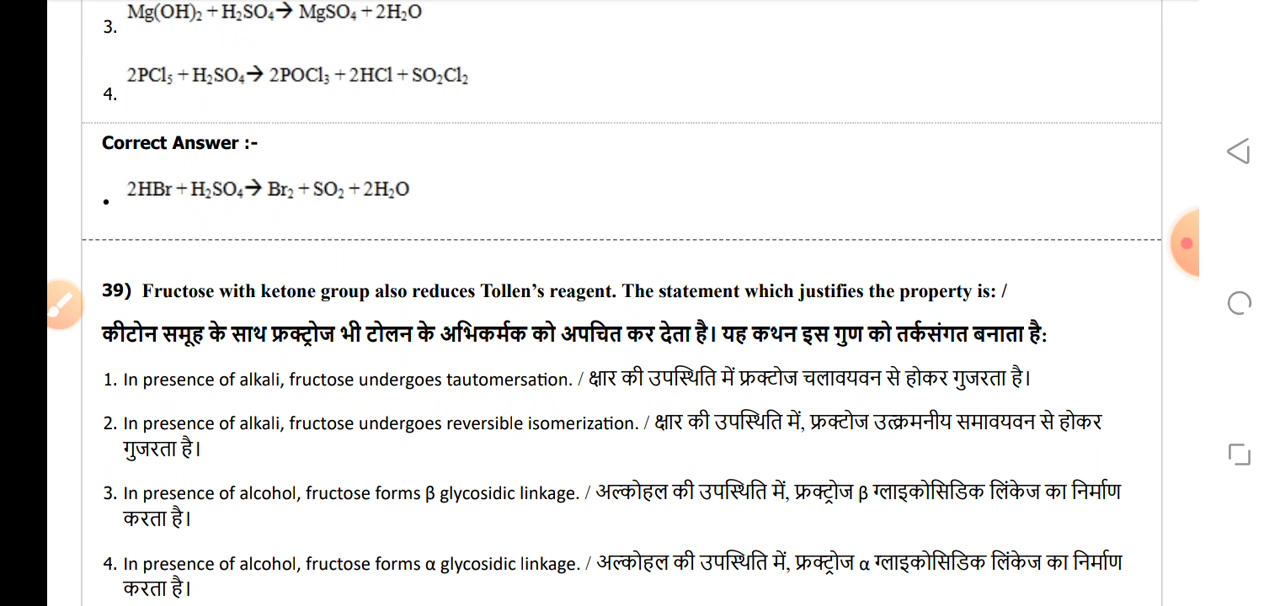 Mg(OH)₂ + H₂SO₄→ MgSO₄ + 2H₂O
3.
2PCl₅ + H₂SO₄→ 2POCl₃ + 2HCl + SO₂Cl₂
4.
Correct Answer :-
• 2HBr + H₂SO₄→ Br₂ + SO₂ + 2H₂O
39) Fructose with ketone group also reduces Tollen’s reagent. The statement which justifies the property is: /
कीटोन समूह के साथ फ्रक्ट्रोज भी टोलन के अभिकर्मक को अपचित कर देता है। यह कथन इस गुण को तर्कसंगत बनाता है:
1. In presence of alkali, fructose undergoes tautomersation. / क्षार की उपस्थिति में फ्रक्टोज चलावयवन से होकर गुजरता है।
2. In presence of alkali, fructose undergoes reversible isomerization. / क्षार की उपस्थिति में, फ्रक्टोज उत्क्रमनीय समावयवन से होकर
गुजरता है।
3. In presence of alcohol, fructose forms β glycosidic linkage. / अल्कोहल की उपस्थिति में, फ्रक्ट्रोज β ग्लाइकोसिडिक लिंकेज का निर्माण
करता है।
4. In presence of alcohol, fructose forms α glycosidic linkage. / अल्कोहल की उपस्थिति में, फ्रक्ट्रोज α ग्लाइकोसिडिक लिंकेज का निर्माण
करता है।